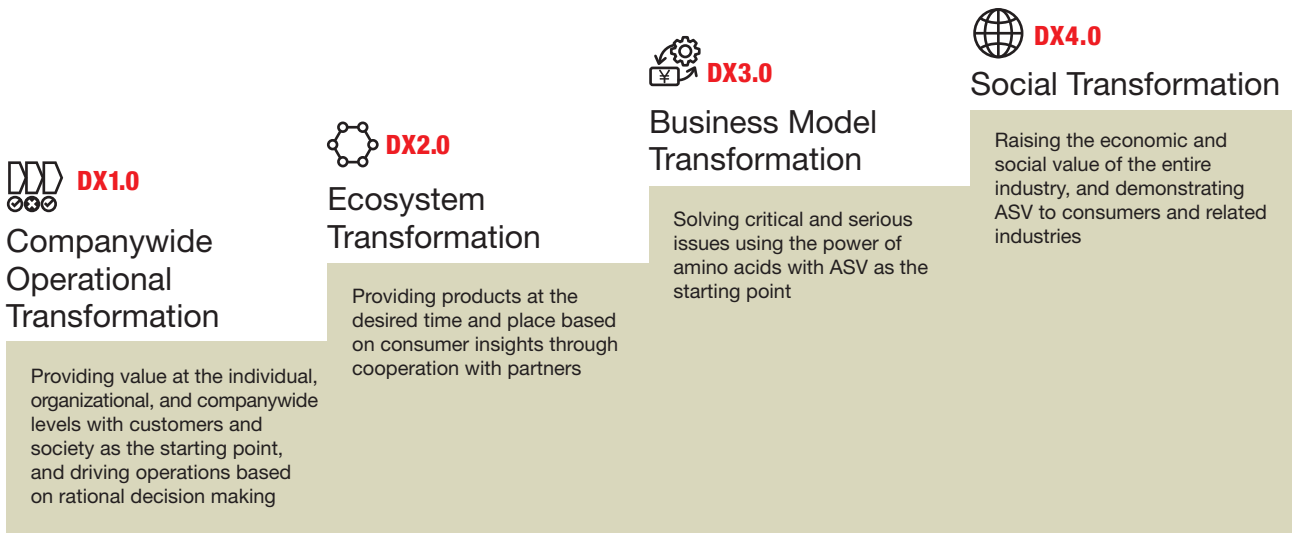 DX1.0
Companywide
Operational
Transformation
Providing value at the individual,
organizational, and companywide
levels with customers and
society as the starting point,
and driving operations based
on rational decision making
DX2.0
Ecosystem
Transformation
Providing products at the
desired time and place based
on consumer insights through
cooperation with partners
¥
DX3.0
Business Model
Transformation
Solving critical and serious
issues using the power of
amino acids with ASV as the
starting point
DX4.0
Social Transformation
Raising the economic and
social value of the entire
industry, and demonstrating
ASV to consumers and related
industries